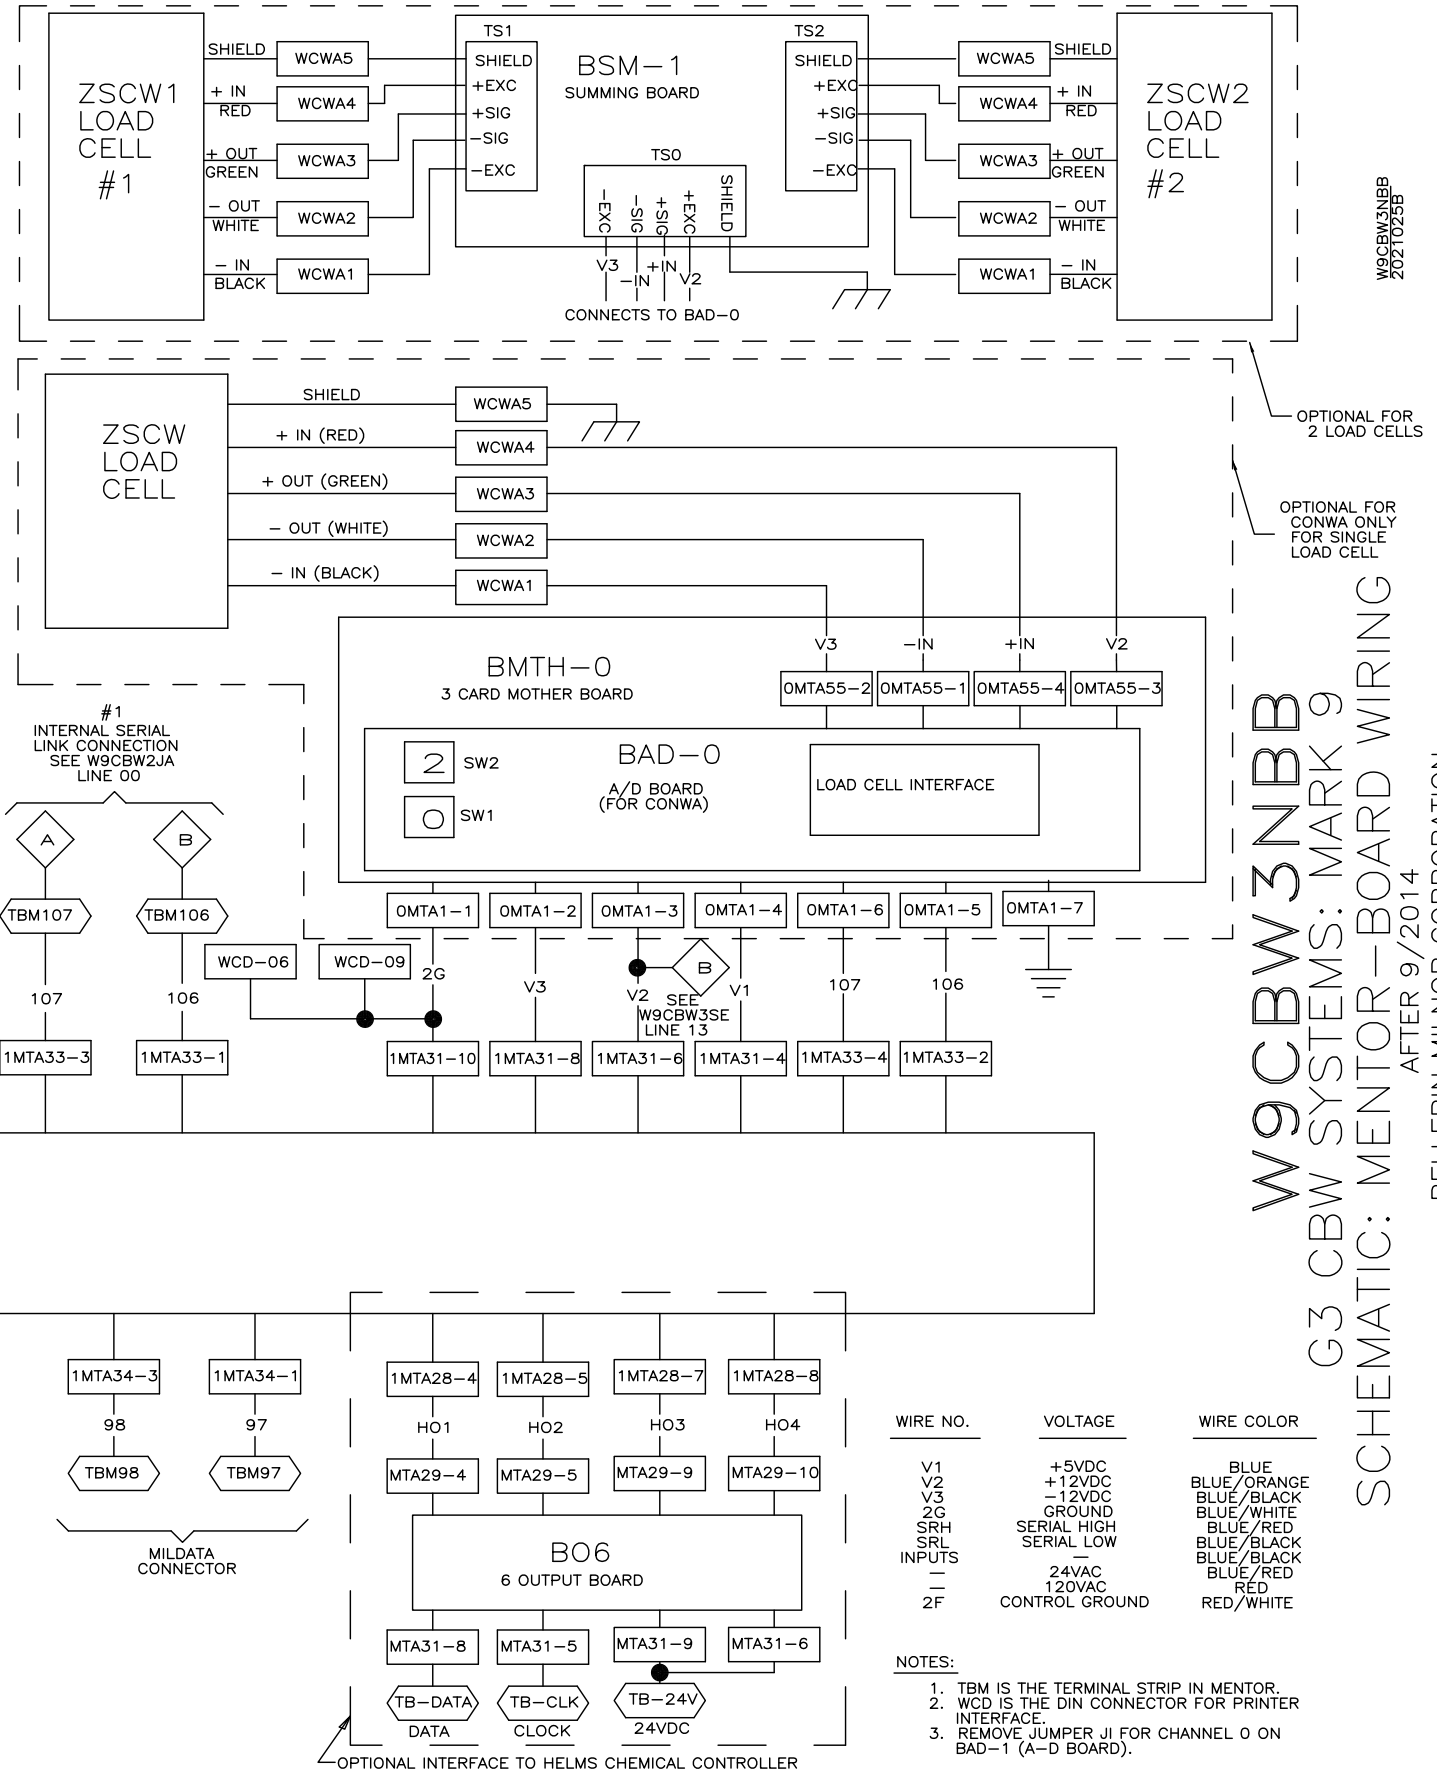 ZSCW1
LOAD
CELL
#1
SHIELD
WCWA5
+ IN
RED
WCWA4
+ OUT
GREEN
WCWA3
- OUT
WHITE
WCWA2
- IN
BLACK
WCWA1
TS1
SHIELD
+EXC
+SIG
-SIG
-EXC
BSM-1
SUMMING BOARD
TS0
-EXC
-SIG
+SIG
+EXC
SHIELD
V3
-IN
+IN
V2
CONNECTS TO BAD-0
TS2
SHIELD
+EXC
+SIG
-SIG
-EXC
WCWA5
SHIELD
WCWA4
+ IN
RED
WCWA3
+ OUT
GREEN
WCWA2
- OUT
WHITE
WCWA1
- IN
BLACK
ZSCW2
LOAD
CELL
#2
W9CBW3NBB
2021025B
OPTIONAL FOR
2 LOAD CELLS
ZSCW
LOAD
CELL
SHIELD
WCWA5
+ IN (RED)
WCWA4
+ OUT (GREEN)
WCWA3
- OUT (WHITE)
WCWA2
- IN (BLACK)
WCWA1
OPTIONAL FOR
CONWA ONLY
FOR SINGLE
LOAD CELL
BMTH-0
3 CARD MOTHER BOARD
V3
-IN
+IN
V2
0MTA55-2
0MTA55-1
0MTA55-4
0MTA55-3
2
SW2
0
SW1
BAD-0
A/D BOARD
(FOR CONWA)
LOAD CELL INTERFACE
#1
INTERNAL SERIAL
LINK CONNECTION
SEE W9CBW2JA
LINE 00
A
B
TBM107
TBM106
107
106
1MTA33-3
1MTA33-1
WCD-06
WCD-09
0MTA1-1
0MTA1-2
0MTA1-3
0MTA1-4
0MTA1-6
0MTA1-5
0MTA1-7
2G
V3
V2
B
SEE
W9CBW3SE
LINE 13
V1
107
106
1MTA31-10
1MTA31-8
1MTA31-6
1MTA31-4
1MTA33-4
1MTA33-2
W9CBW3NBB
G3 CBW SYSTEMS: MARK 9
SCHEMATIC: MENTOR-BOARD WIRING
AFTER 9/2014
PELLERIN MILNOR CORPORATION
1MTA34-3
1MTA34-1
98
97
TBM98
TBM97
MILDATA
CONNECTOR
1MTA28-4
1MTA28-5
1MTA28-7
1MTA28-8
HO1
HO2
HO3
HO4
MTA29-4
MTA29-5
MTA29-9
MTA29-10
BO6
6 OUTPUT BOARD
MTA31-8
MTA31-5
MTA31-9
MTA31-6
TB-DATA
TB-CLK
TB-24V
DATA
CLOCK
24VDC
OPTIONAL INTERFACE TO HELMS CHEMICAL CONTROLLER
WIRE NO. VOLTAGE WIRE COLOR
V1 +5VDC BLUE
V2 +12VDC BLUE/ORANGE
V3 -12VDC BLUE/BLACK
2G GROUND BLUE/WHITE
SRH SERIAL HIGH BLUE/RED
SRL SERIAL LOW BLUE/BLACK
INPUTS - BLUE/BLACK
- 24VAC BLUE/RED
- 120VAC RED
2F CONTROL GROUND RED/WHITE
NOTES:
1. TBM IS THE TERMINAL STRIP IN MENTOR.
2. WCD IS THE DIN CONNECTOR FOR PRINTER
INTERFACE.
3. REMOVE JUMPER JI FOR CHANNEL 0 ON
BAD-1 (A-D BOARD).